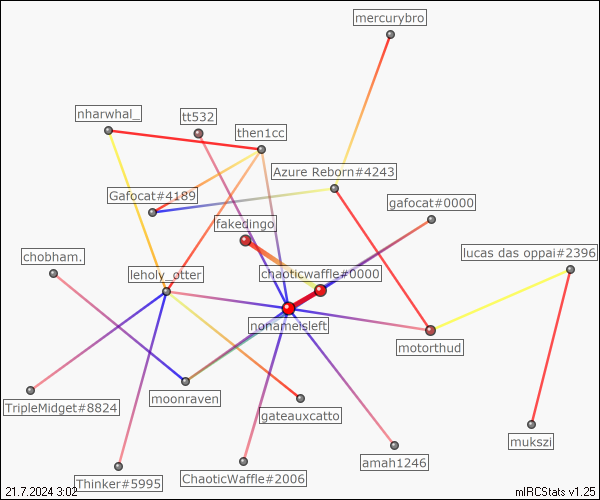 mercurybro
nharwhal_
tt532
then1cc
Azure Reborn#4243
Gafocat#4189
gafocat#0000
fakedingo
chobham.
lucas das oppai#2396
leholy_otter
chaoticwaffle#0000
nonameisleft
motorthud
moonraven
TripleMidget#8824
gateauxcatto
mukszi
amah1246
Thinker#5995
ChaoticWaffle#2006
21.7.2024 3:02
mIRCStats v1.25